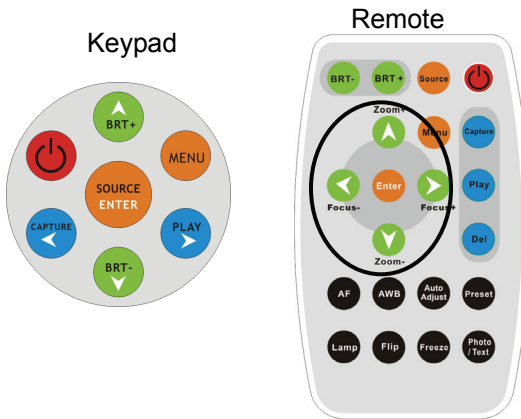 Keypad
BRT+
MENU
SOURCE
ENTER
CAPTURE
PLAY
BRT-
Remote
BRT-
BRT+
Source
Zoom+
Menu
Capture
Enter
Play
Focus-
Focus+
Del
Zoom-
AF
AWB
Auto
Adjust
Preset
Lamp
Flip
Freeze
Photo
/Text